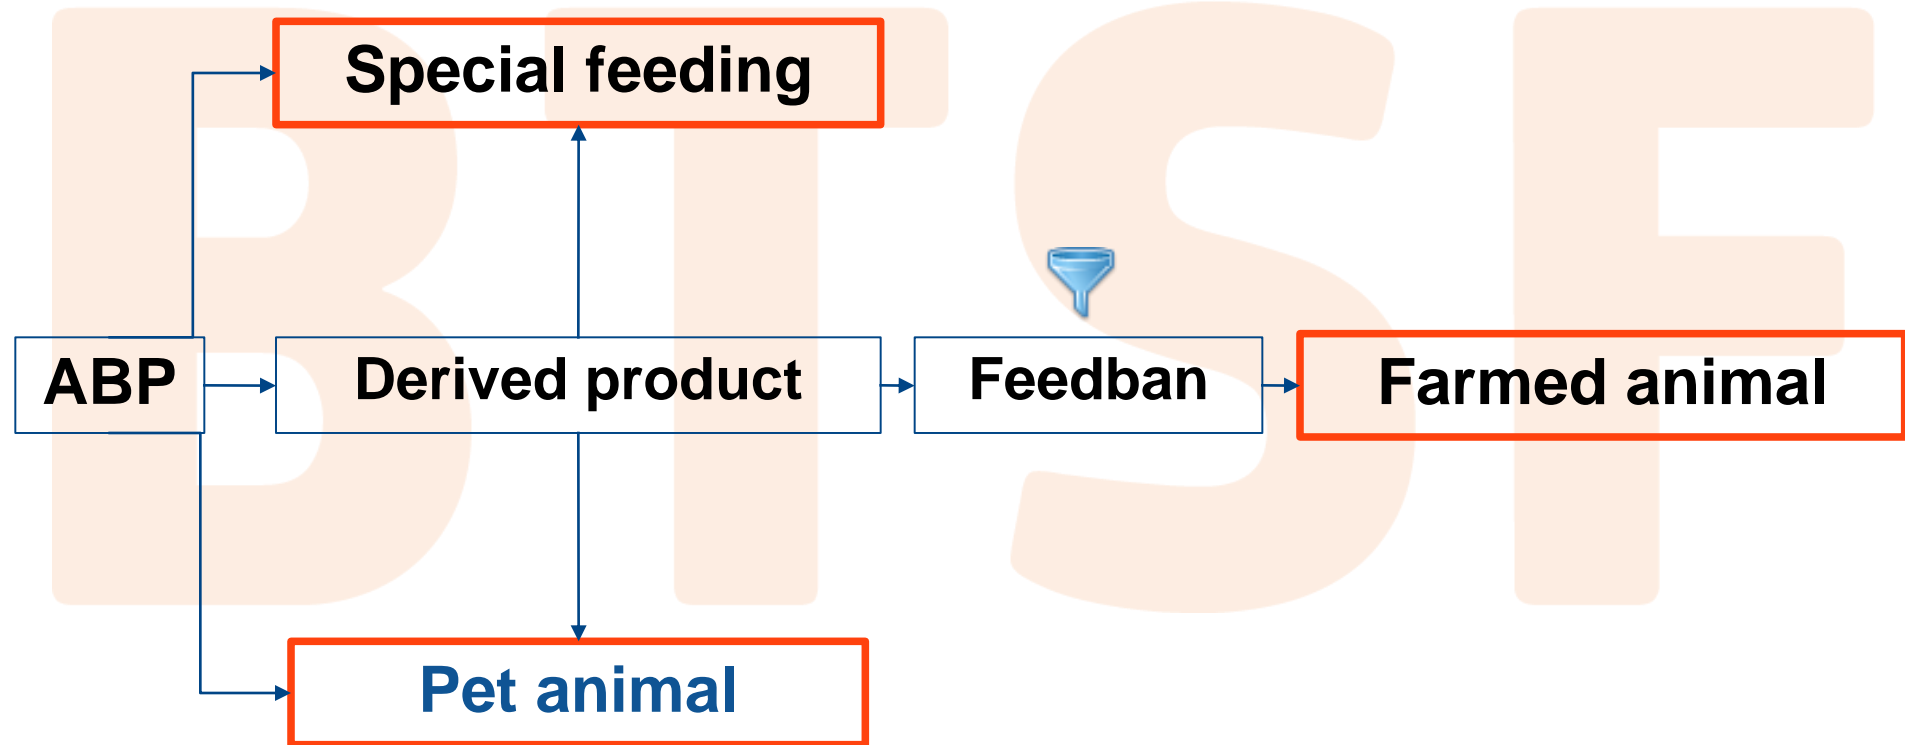 BTSF
Special feeding
ABP
Derived product
Feedban
Farmed animal
Pet animal